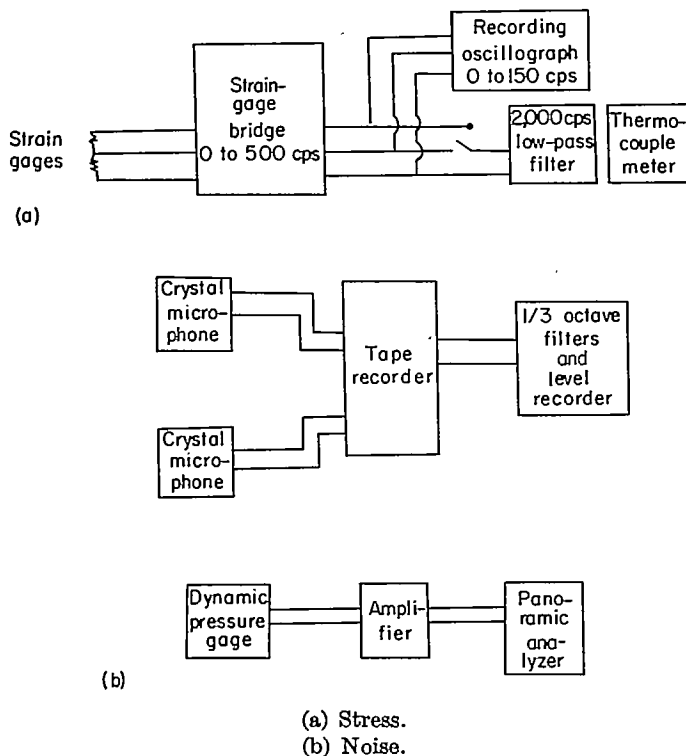 Recording
oscillograph
0 to 150 cps
Strain-
gage
bridge
0 to 500 cps
Strain
gages
2,000 cps
low-pass
filter
Thermo-
couple
meter
(a)
Crystal
micro-
phone
Tape
recorder
1/3 octave
filters
and
level
recorder
Crystal
micro-
phone
Dynamic
pressure
gage
Ampli-
fier
Pano-
ramic
ana-
lyzer
(b)
(a) Stress.
(b) Noise.